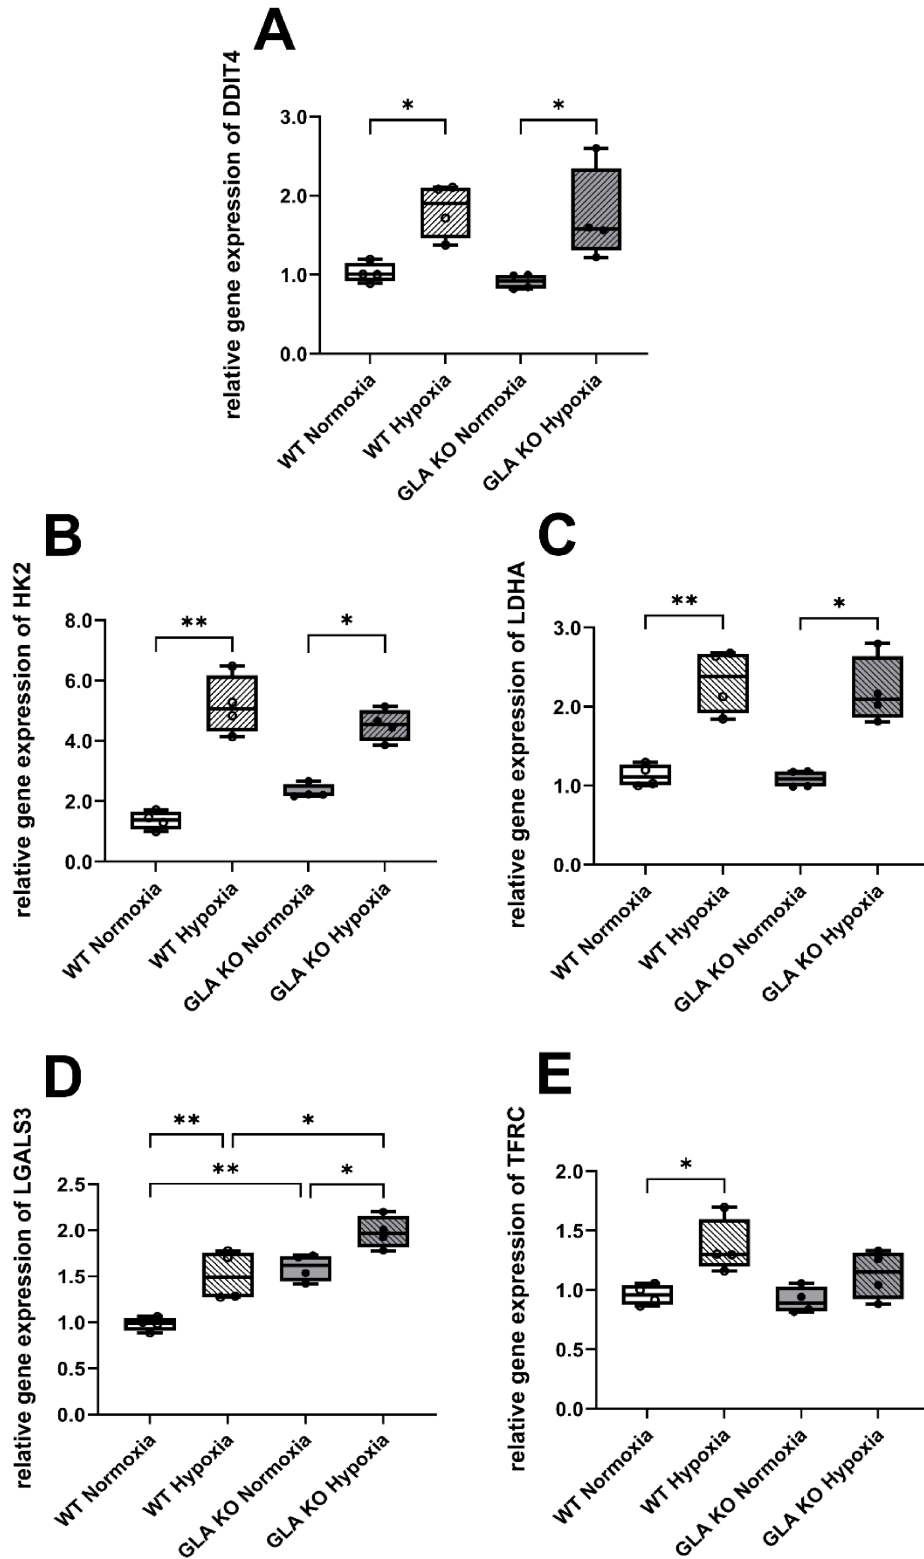 A
relative gene expression of DDIT4
3.0
2.0
1.0
0.0
*
*
WT Normoxia
WT Hypoxia
GLA KO Normoxia
GLA KO Hypoxia
B
relative gene expression of HK2
8.0
6.0
4.0
2.0
0.0
**
*
WT Normoxia
WT Hypoxia
GLA KO Normoxia
GLA KO Hypoxia
C
relative gene expression of LDHA
3.0
2.0
1.0
0.0
**
*
WT Normoxia
WT Hypoxia
GLA KO Normoxia
GLA KO Hypoxia
D
relative gene expression of LGALS3
2.5
2.0
1.5
1.0
0.5
0.0
**
*
**
*
WT Normoxia
WT Hypoxia
GLA KO Normoxia
GLA KO Hypoxia
E
relative gene expression of TFRC
2.0
1.5
1.0
0.5
0.0
*
WT Normoxia
WT Hypoxia
GLA KO Normoxia
GLA KO Hypoxia